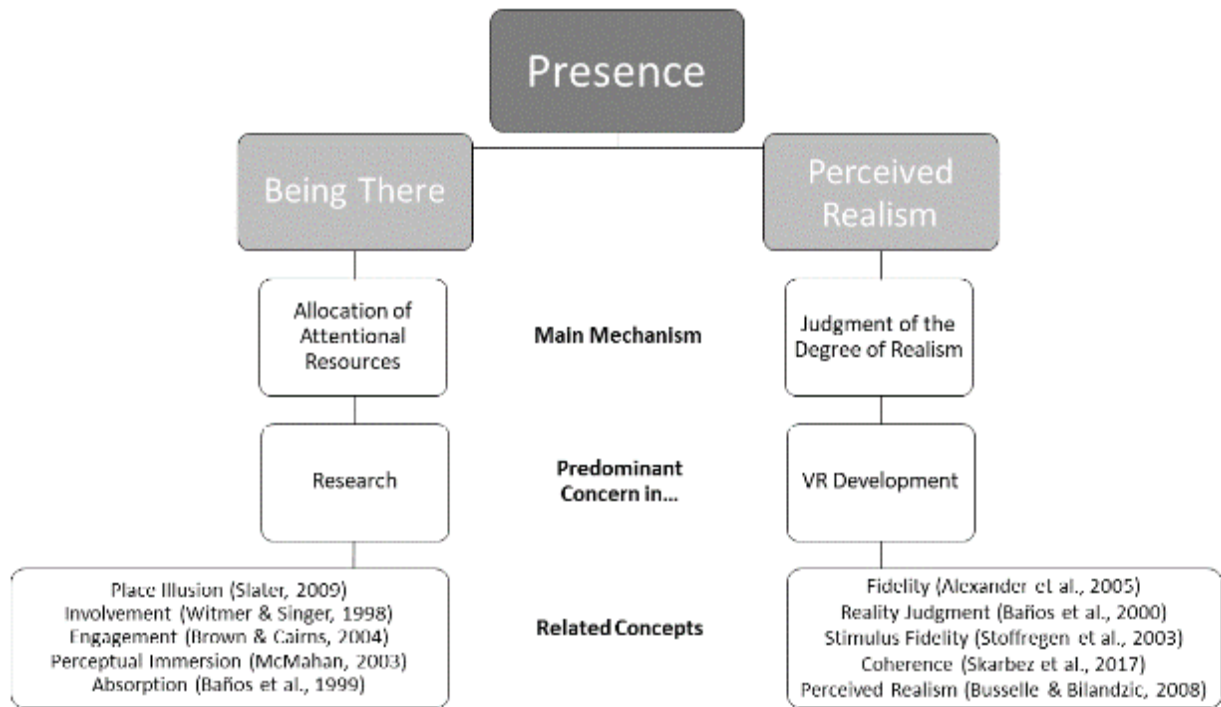 Presence
Being There
Perceived
Realism
Allocation of
Attentional
Resources
Main Mechanism
Judgment of the
Degree of Realism
Research
Predominant
Concern in...
VR Development
Place Illusion (Slater, 2009)
Involvement (Witmer & Singer, 1998)
Engagement (Brown & Cairns, 2004)
Perceptual Immersion (McMahan, 2003)
Absorption (Baños et al., 1999)
Related Concepts
Fidelity (Alexander et al., 2005)
Reality Judgment (Baños et al., 2000)
Stimulus Fidelity (Stoffregen et al., 2003)
Coherence (Skarbez et al., 2017)
Perceived Realism (Busselle & Bilandzic, 2008)